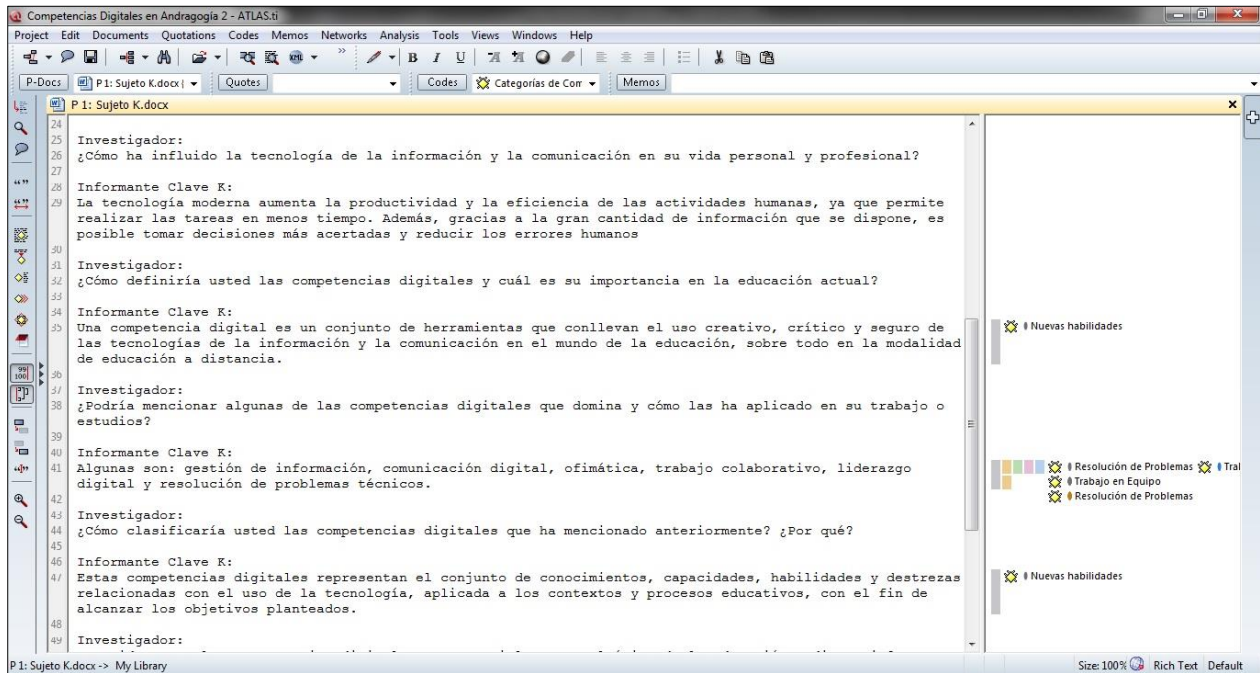 Competencias Digitales en Andragogía 2 - ATLAS.ti
Project Edit Documents Quotations Codes Memos Networks Analysis Tools Views Windows Help
B I U
P-Docs P 1: Sujeto K.docx ( Quotes Codes Categorías de Com Memos
P 1: Sujeto K.docx
24
25 Investigador:
26 ¿Cómo ha influido la tecnología de la información y la comunicación en su vida personal y profesional?
27
28 Informante Clave K:
29 La tecnología moderna aumenta la productividad y la eficiencia de las actividades humanas, ya que permite
realizar las tareas en menos tiempo. Además, gracias a la gran cantidad de información que se dispone, es
posible tomar decisiones más acertadas y reducir los errores humanos
30
31 Investigador:
32 ¿Cómo definiría usted las competencias digitales y cuál es su importancia en la educación actual?
33
34 Informante Clave K:
35 Una competencia digital es un conjunto de herramientas que conllevan el uso creativo, crítico y seguro de
las tecnologías de la información y la comunicación en el mundo de la educación, sobre todo en la modalidad
de educación a distancia.
Nuevas habilidades
36
37 Investigador:
38 ¿Podría mencionar algunas de las competencias digitales que domina y cómo las ha aplicado en su trabajo o
estudios?
39
40 Informante Clave K:
41 Algunas son: gestión de información, comunicación digital, ofimática, trabajo colaborativo, liderazgo
digital y resolución de problemas técnicos.
Resolución de Problemas Tral
Trabajo en Equipo
Resolución de Problemas
42
43 Investigador:
44 ¿Cómo clasificaría usted las competencias digitales que ha mencionado anteriormente? ¿Por qué?
45
46 Informante Clave K:
47 Estas competencias digitales representan el conjunto de conocimientos, capacidades, habilidades y destrezas
relacionadas con el uso de la tecnología, aplicada a los contextos y procesos educativos, con el fin de
alcanzar los objetivos planteados.
Nuevas habilidades
48
49 Investigador:
P 1: Sujeto K.docx -> My Library Size: 100% Rich Text Default